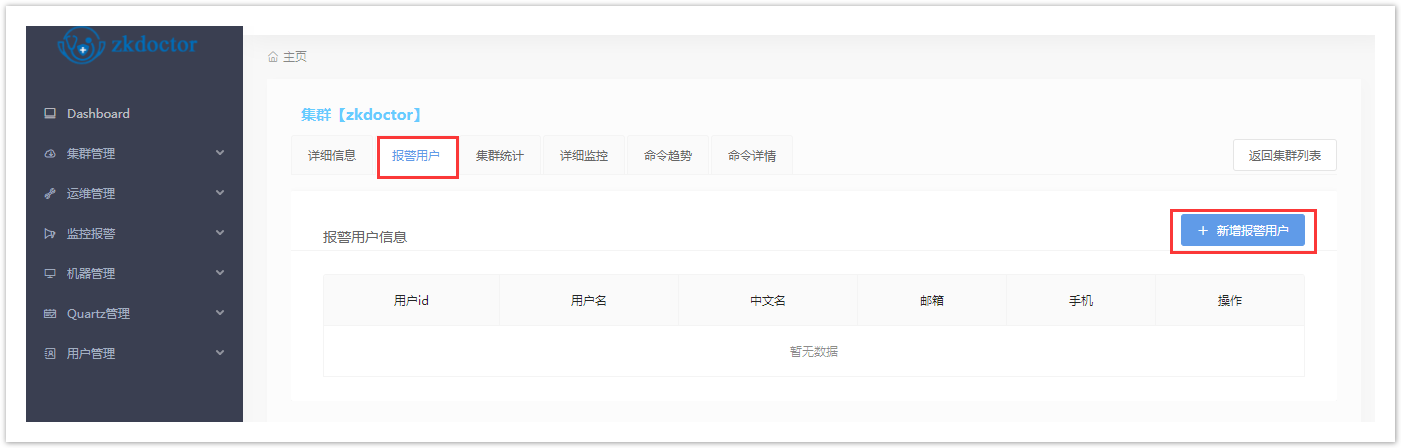 zkdoctor
Dashboard
集群管理
运维管理
监控报警
机器管理
Quartz管理
用户管理
主页
集群【zkdoctor】
详细信息 报警用户 集群统计 详细监控 命令趋势 命令详情 返回集群列表
报警用户信息 + 新增报警用户
用户id 用户名 中文名 邮箱 手机 操作
暂无数据